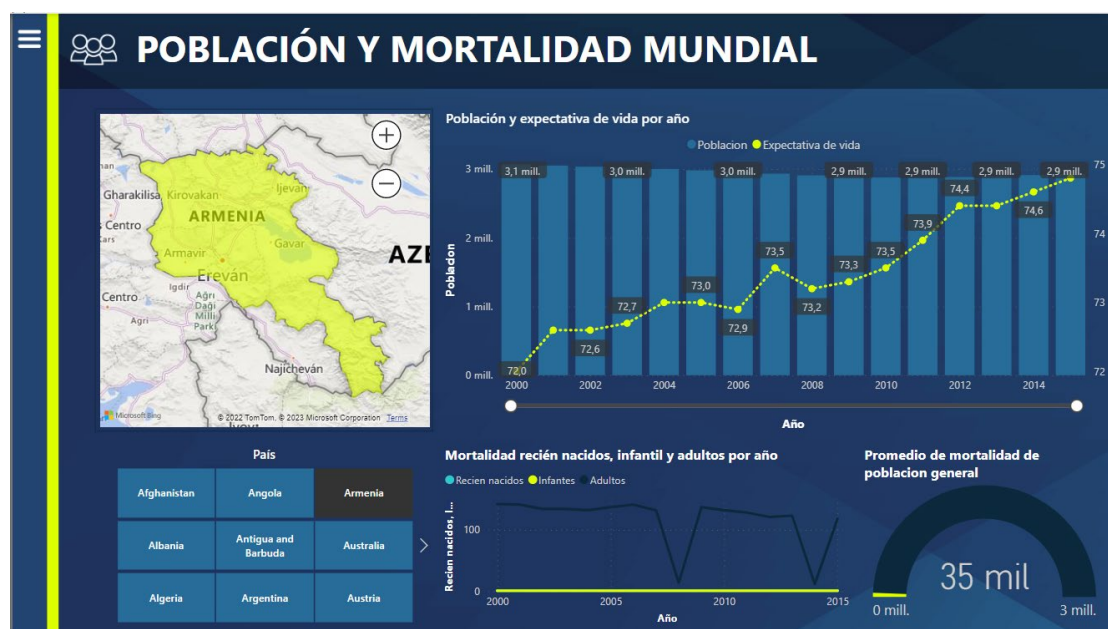 POBLACIÓN Y MORTALIDAD MUNDIAL
Gharakilisa
Kirovakan
Ijevan
ARMENIA
Centro
Kars
Armavir
Gavar
AZE
Ereván
Igdir
Centro
Ağrı
Dağı
Milli
Parkı
Agri
Najicheván
Microsoft Bing
© 2022 TomTom, © 2023 Microsoft Corporation Terms
Población y expectativa de vida por año
Poblacion Expectativa de vida
Poblacion
3 mill.
2 mill.
1 mill.
0 mill.
3,1 mill. 3,0 mill. 3,0 mill. 2,9 mill. 2,9 mill. 2,9 mill. 2,9 mill.
72,0 72,6 72,7 73,0 72,9 73,5 73,2 73,3 73,5 73,9 74,4 74,6
75
74
73
72
2000 2002 2004 2006 2008 2010 2012 2014
Año
País
Afghanistan Angola Armenia
Albania Antigua and Barbuda Australia
Algeria Argentina Austria
Mortalidad recién nacidos, infantil y adultos por año
Recien nacidos Infantes Adultos
Recien nacidos, I...
100
0
2000 2005 2010 2015
Año
Promedio de mortalidad de
poblacion general
35 mil
0 mill. 3 mill.